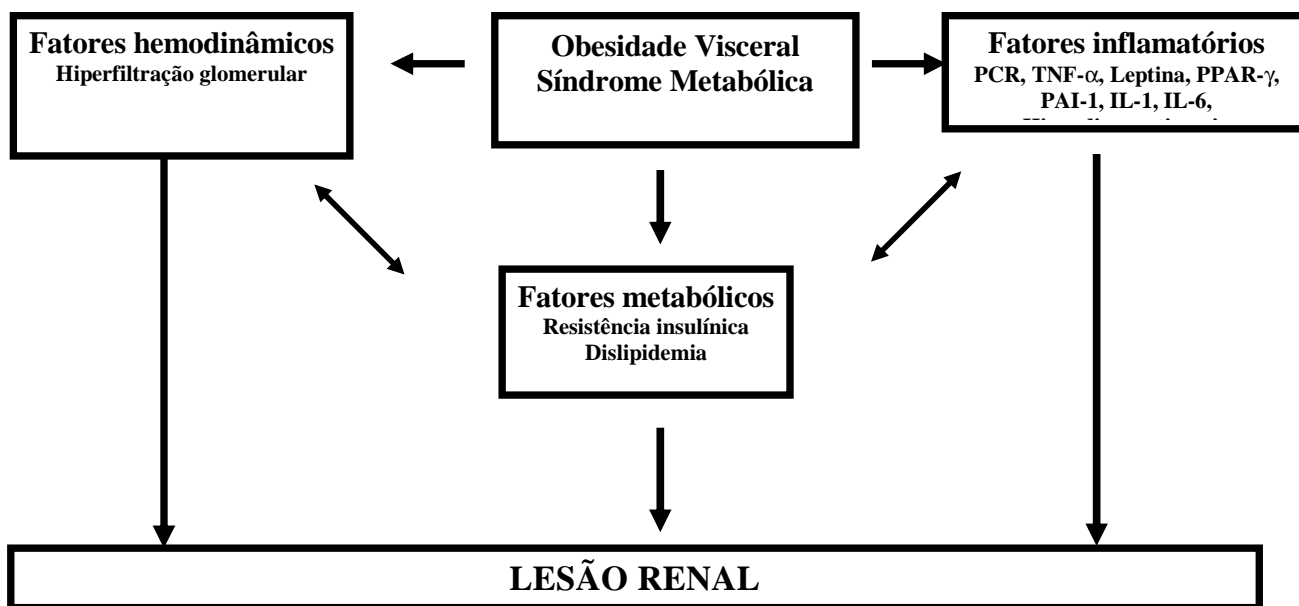 Fatores hemodinâmicos
Hiperfiltração glomerular
Obesidade Visceral
Síndrome Metabólica
Fatores inflamatórios
PCR, TNF-α, Leptina, PPAR-γ,
PAI-1, IL-1, IL-6,
Fatores metabólicos
Resistência insulínica
Dislipidemia
LESÃO RENAL